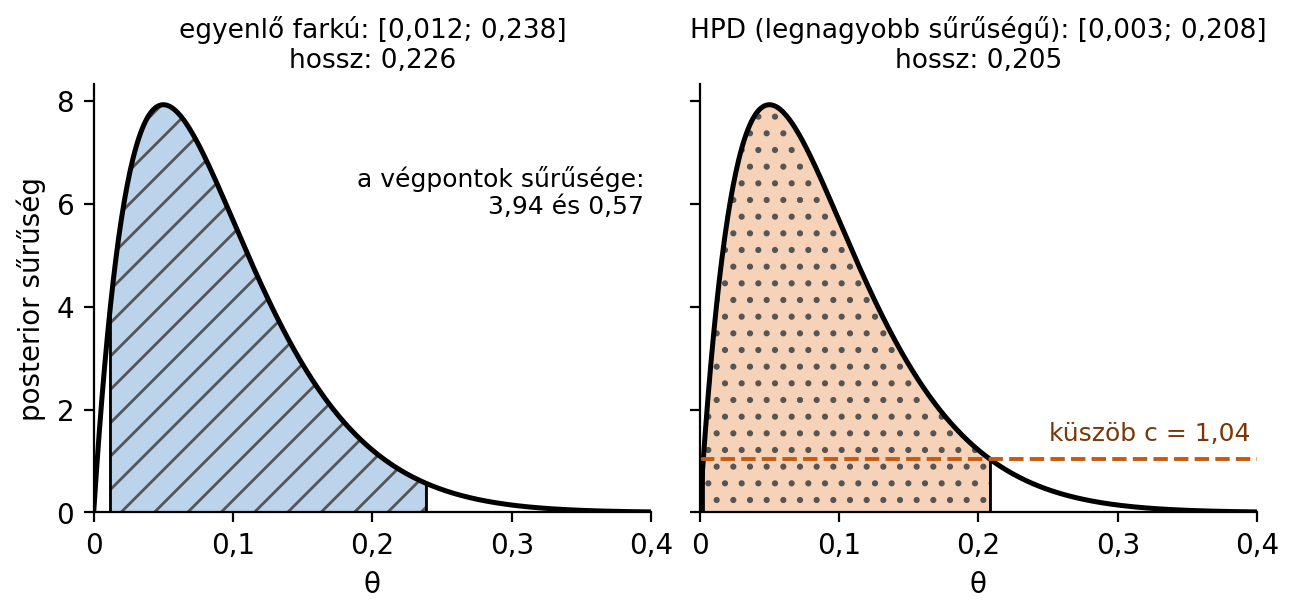 egyenlő farkú: [0,012; 0,238]
hossz: 0,226
a végpontok sűrűsége:
3,94 és 0,57
posterior sűrűség
8
6
4
2
0
0
0,1
0,2
0,3
0,4
θ
HPD (legnagyobb sűrűségű): [0,003; 0,208]
hossz: 0,205
küszöb c = 1,04
0
0,1
0,2
0,3
0,4
θ